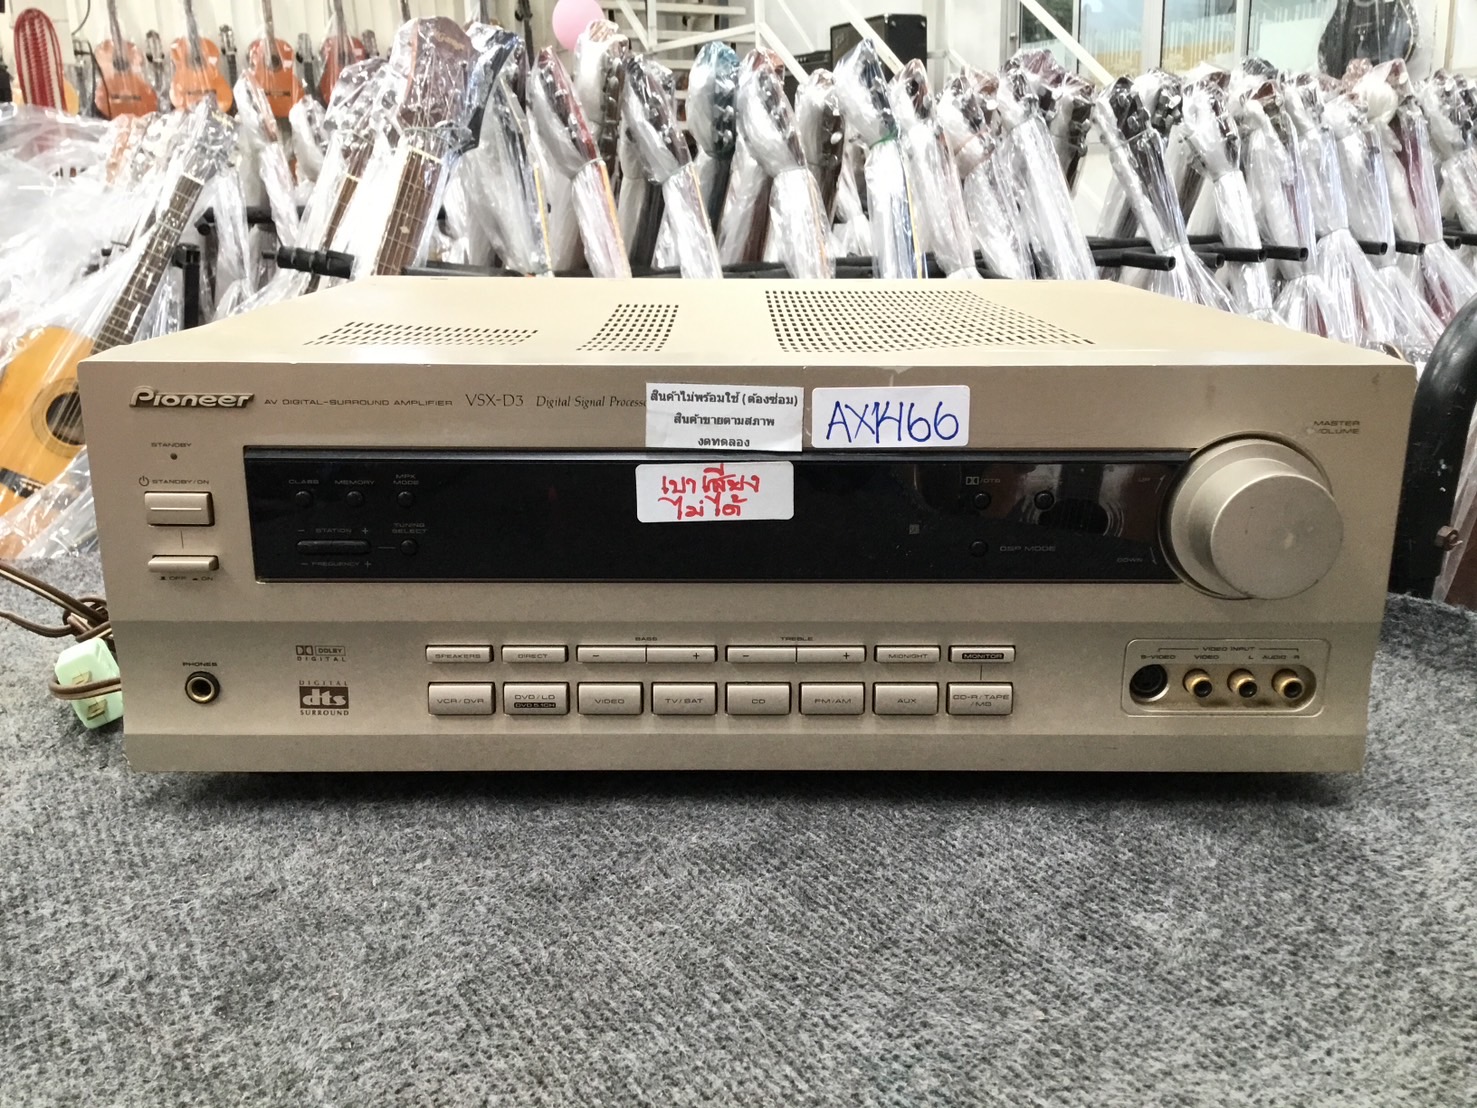 Pioneer AV DIGITAL-SURROUND AMPLIFIER VSX-D3 Digital Signal Process
สินค้าไม่พร้อมใช้ (ต้องซ่อม)
สินค้าขายตามสภาพ
งดทดลอง
AX1466
เบาเสียง
ไม่ได้
MASTER
VOLUME
STANDBY
STANDBY/ON
OFF ON
CLASS MEMORY MPX
MODE
− STATION + TUNING
SELECT
− FREQUENCY +
/DTS
DSP MODE
UP
DOWN
PHONES
DOLBY
DIGITAL
DIGITAL
dts
SURROUND
BASS TREBLE
SPEAKERS DIRECT − + − + MIDNIGHT MONITOR
VCR/DVR DVD/LD VIDEO TV/SAT CD FM/AM AUX CD-R/TAPE
DVD 5.1CH /MD
VIDEO INPUT
S-VIDEO VIDEO L AUDIO R